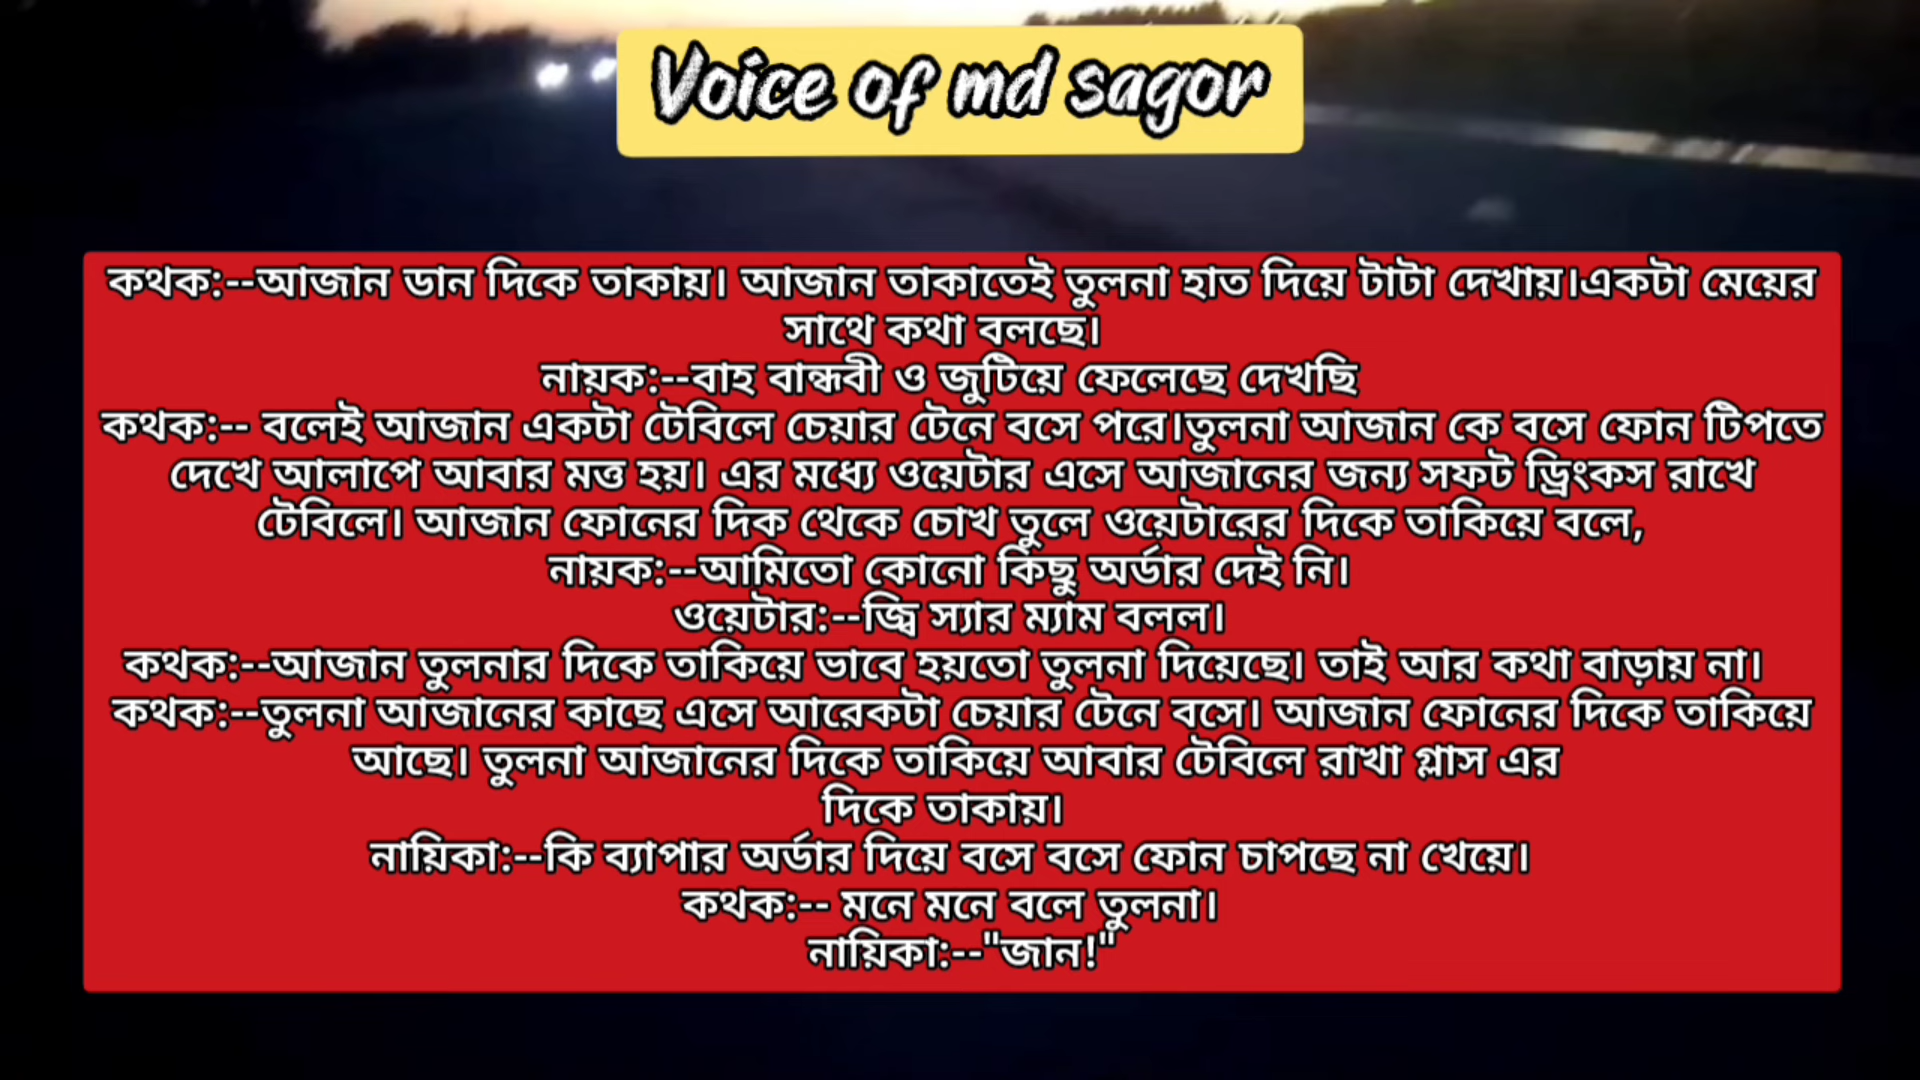 Voice of md sagor
কথক:--আজান ডান দিকে তাকায়। আজান তাকাতেই তুলনা হাত দিয়ে টাটা দেখায়।একটা মেয়ের
সাথে কথা বলছে।
নায়ক:--বাহ বান্ধবী ও জুটিয়ে ফেলেছে দেখছি
কথক:-- বলেই আজান একটা টেবিলে চেয়ার টেনে বসে পরে।তুলনা আজান কে বসে ফোন টিপতে
দেখে আলাপে আবার মত্ত হয়। এর মধ্যে ওয়েটার এসে আজানের জন্য সফট ড্রিংকস রাখে
টেবিলে। আজান ফোনের দিক থেকে চোখ তুলে ওয়েটারের দিকে তাকিয়ে বলে,
নায়ক:--আমিতো কোনো কিছু অর্ডার দেই নি।
ওয়েটার:--জ্বি স্যার ম্যাম বলল।
কথক:--আজান তুলনার দিকে তাকিয়ে ভাবে হয়তো তুলনা দিয়েছে। তাই আর কথা বাড়ায় না।
কথক:--তুলনা আজানের কাছে এসে আরেকটা চেয়ার টেনে বসে। আজান ফোনের দিকে তাকিয়ে
আছে। তুলনা আজানের দিকে তাকিয়ে আবার টেবিলে রাখা গ্লাস এর
দিকে তাকায়।
নায়িকা:--কি ব্যাপার অর্ডার দিয়ে বসে বসে ফোন চাপছে না খেয়ে।
কথক:-- মনে মনে বলে তুলনা।
নায়িকা:--"জান!"